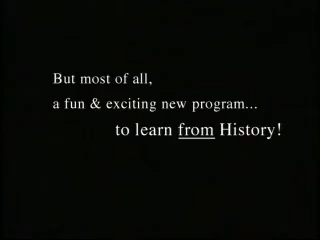 But most of all,
a fun & exciting new program...
to learn from History!